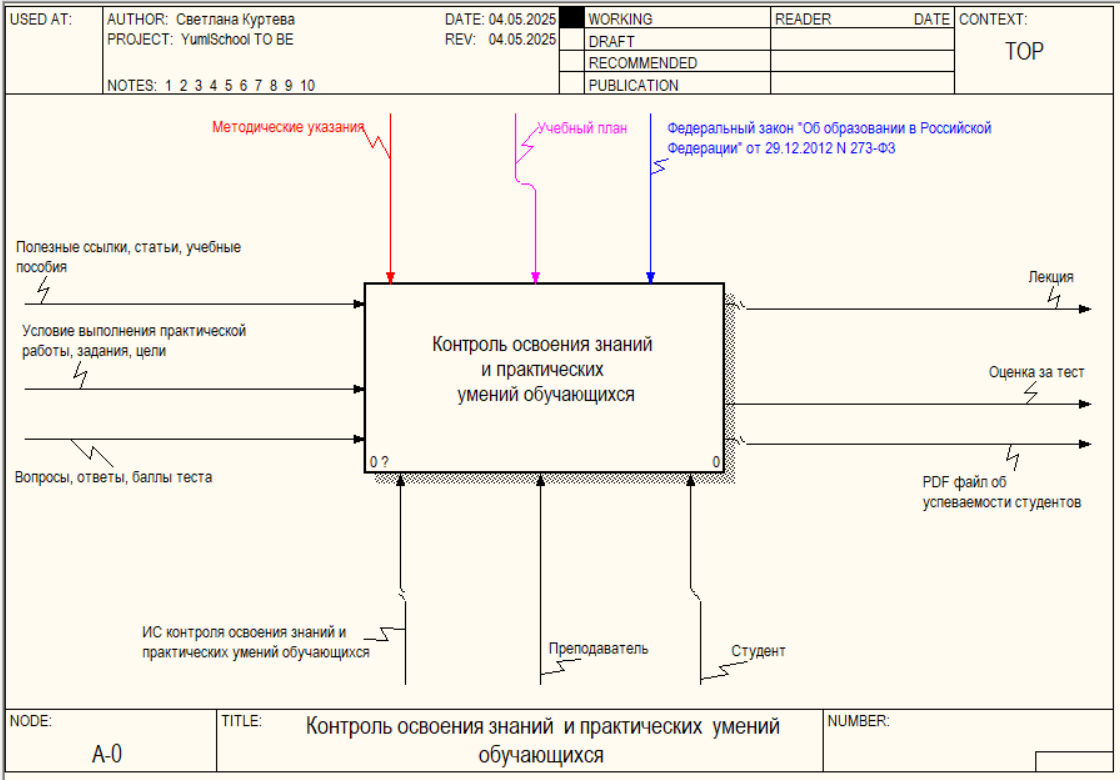 USED AT:
AUTHOR: Светлана Куртева
DATE: 04.05.2025
PROJECT: YumlSchool TO BE
REV: 04.05.2025
NOTES: 1 2 3 4 5 6 7 8 9 10
WORKING
DRAFT
RECOMMENDED
PUBLICATION
READER
DATE
CONTEXT:
TOP
Методические указания
Учебный план
Федеральный закон "Об образовании в Российской
Федерации" от 29.12.2012 N 273-ФЗ
Полезные ссылки, статьи, учебные
пособия
Условие выполнения практической
работы, задания, цели
Вопросы, ответы, баллы теста
Контроль освоения знаний
и практических
умений обучающихся
0 ?
0
Лекция
Оценка за тест
PDF файл об
успеваемости студентов
ИС контроля освоения знаний и
практических умений обучающихся
Преподаватель
Студент
NODE:
A-0
TITLE:
Контроль освоения знаний и практических умений
обучающихся
NUMBER: